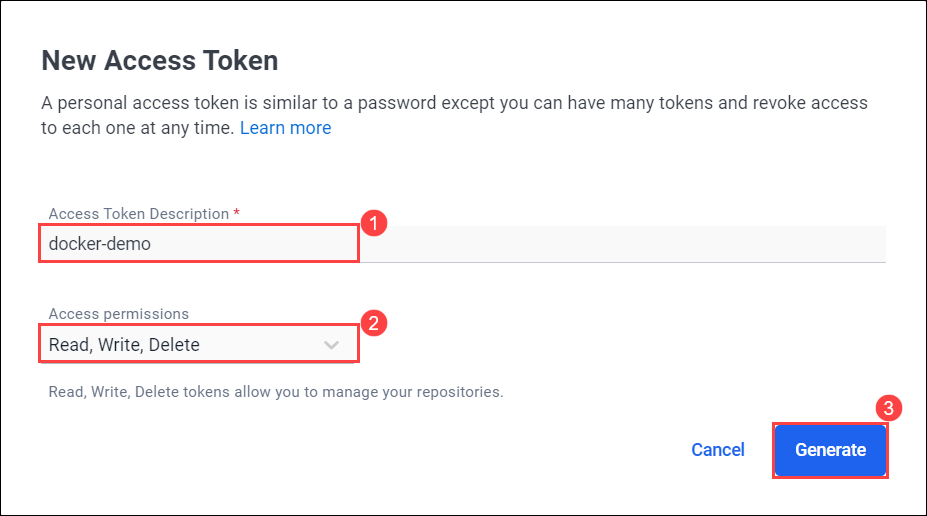 New Access Token
A personal access token is similar to a password except you can have many tokens and revoke access
to each one at any time. Learn more
Access Token Description *
1
docker-demo
Access permissions
2
Read, Write, Delete
Read, Write, Delete tokens allow you to manage your repositories.
3
Cancel Generate